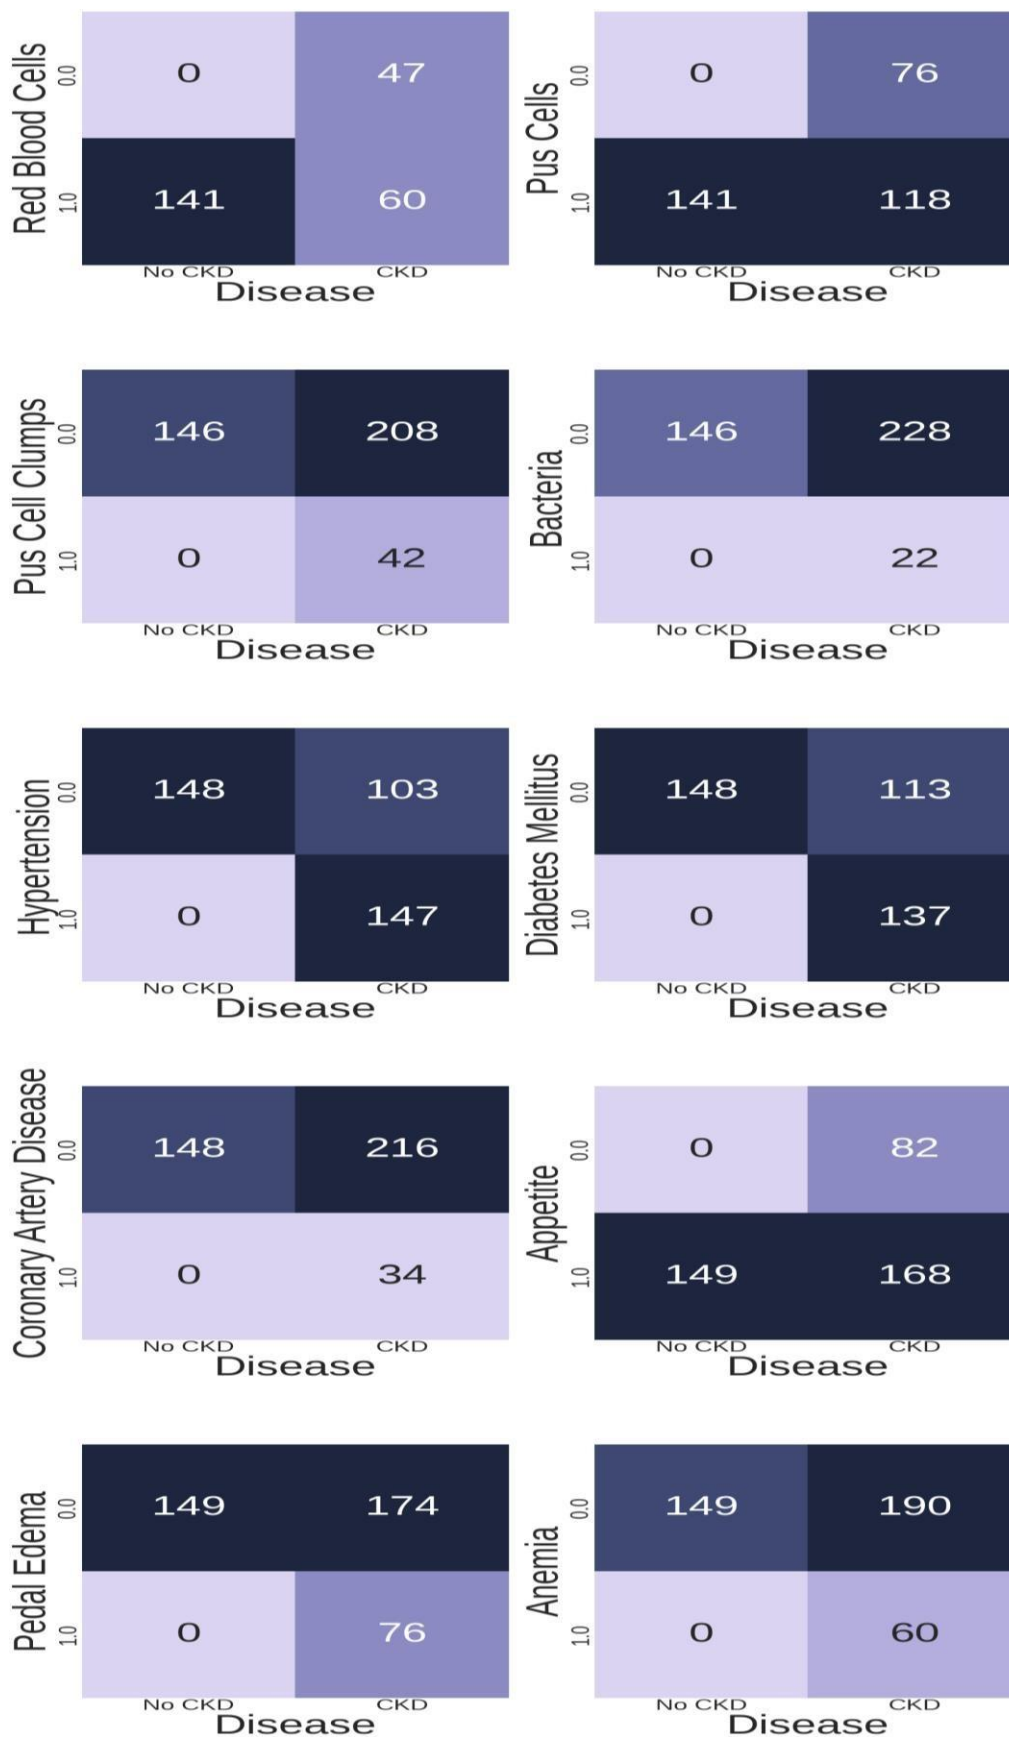 Red Blood Cells
0.0
0 47
1.0
141 60
No CKD CKD
Disease
Pus Cells
0.0
0 76
1.0
141 118
No CKD CKD
Disease
Pus Cell Clumps
0.0
146 208
1.0
0 42
No CKD CKD
Disease
Bacteria
0.0
146 228
1.0
0 22
No CKD CKD
Disease
Hypertension
0.0
148 103
1.0
0 147
No CKD CKD
Disease
Diabetes Mellitus
0.0
148 113
1.0
0 137
No CKD CKD
Disease
Coronary Artery Disease
0.0
148 216
1.0
0 34
No CKD CKD
Disease
Appetite
0.0
0 82
1.0
149 168
No CKD CKD
Disease
Pedal Edema
0.0
149 174
1.0
0 76
No CKD CKD
Disease
Anemia
0.0
149 190
1.0
0 60
No CKD CKD
Disease